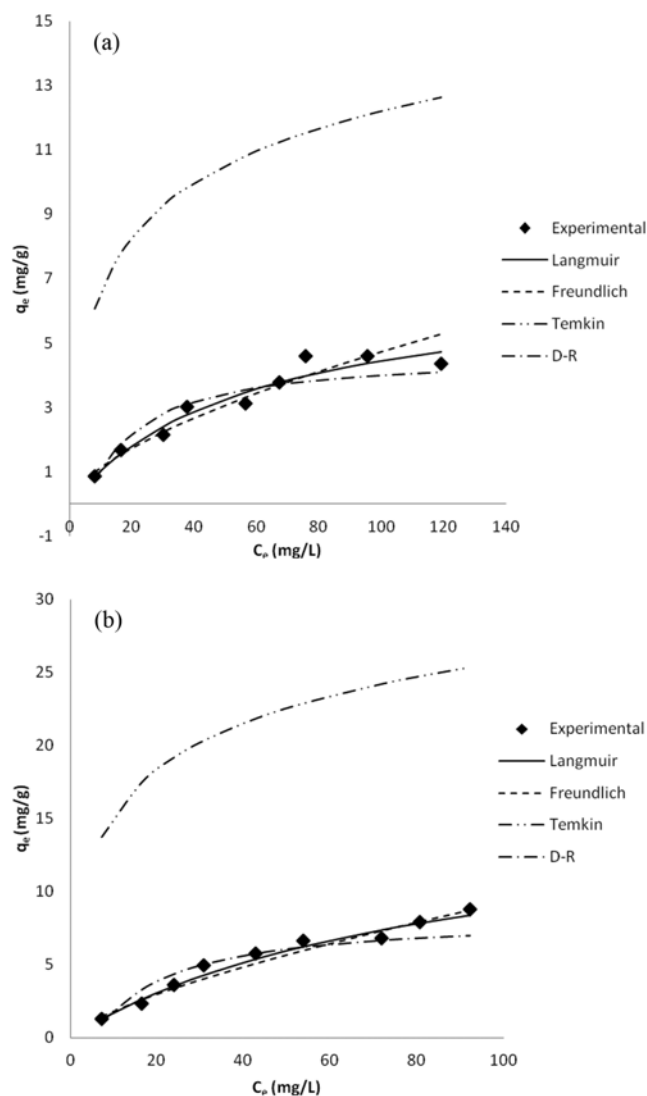 (a)
15
13
11
9
7
5
3
1
-1
qe (mg/g)
0 20 40 60 80 100 120 140
Ce (mg/L)
Experimental
Langmuir
Freundlich
Temkin
D-R
(b)
30
25
20
15
10
5
0
qe (mg/g)
0 20 40 60 80 100
Ce (mg/L)
Experimental
Langmuir
Freundlich
Temkin
D-R